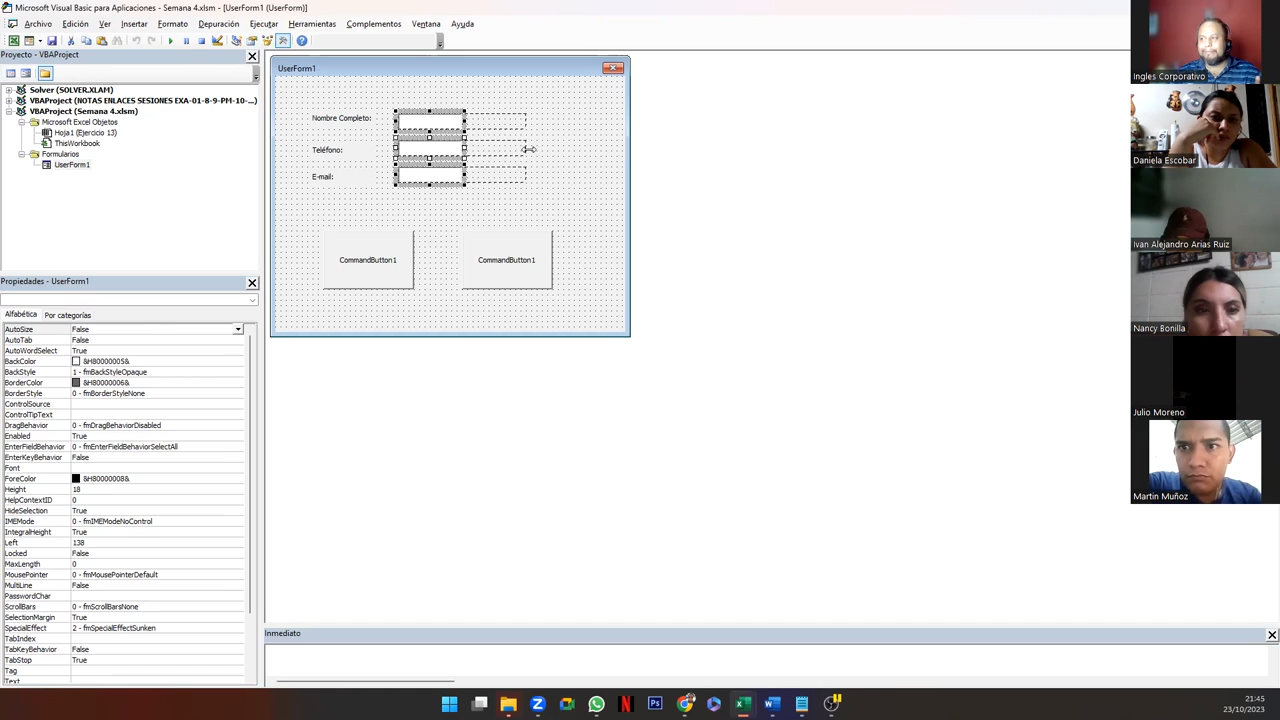 Microsoft Visual Basic para Aplicaciones - Semana 4.xlsm - [UserForm1 (UserForm)]
Archivo Edición Ver Insertar Formato Depuración Ejecutar Herramientas Complementos Ventana Ayuda
Proyecto - VBAProject
Solver (SOLVER.XLAM)
VBAProject (NOTAS ENLACES SESIONES EXA-01-8-9-PM-10-...)
VBAProject (Semana 4.xlsm)
Microsoft Excel Objetos
Hoja1 (Ejercicio 13)
ThisWorkbook
Formularios
UserForm1
Propiedades - UserForm1
Alfabética Por categorías
AutoSize False
AutoTab False
AutoWordSelect True
BackColor &H80000005&
BackStyle 1 - fmBackStyleOpaque
BorderColor &H80000006&
BorderStyle 0 - fmBorderStyleNone
ControlSource
ControlTipText
DragBehavior 0 - fmDragBehaviorDisabled
Enabled True
EnterFieldBehavior 0 - fmEnterFieldBehaviorSelectAll
EnterKeyBehavior False
Font
ForeColor &H80000008&
Height 18
HelpContextID 0
HideSelection True
IMEMode 0 - fmIMEModeNoControl
IntegralHeight True
Left 138
Locked False
MaxLength 0
MousePointer 0 - fmMousePointerDefault
MultiLine False
PasswordChar
ScrollBars 0 - fmScrollBarsNone
SelectionMargin True
SpecialEffect 2 - fmSpecialEffectSunken
TabIndex
TabKeyBehavior False
TabStop True
Tag
Text
UserForm1
Nombre Completo:
Teléfono:
E-mail:
CommandButton1 CommandButton1
Inmediato
Ingles Corporativo
Daniela Escobar
Ivan Alejandro Arias Ruiz
Nancy Bonilla
Julio Moreno
Martin Muñoz
21:45
23/10/2023